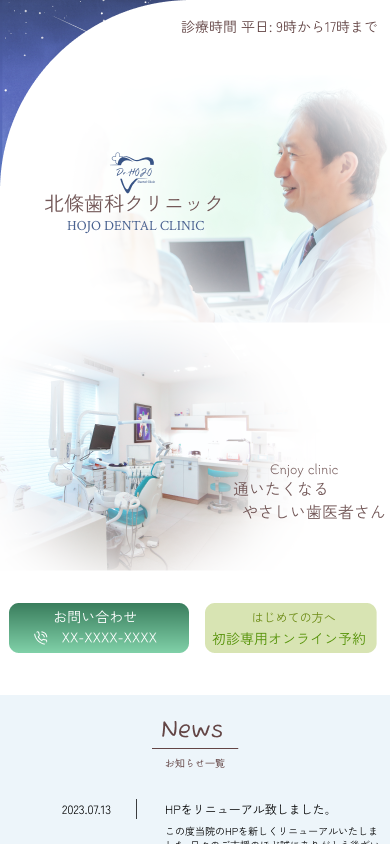 診療時間 平日: 9時から17時まで
Dr HOJO
北條歯科クリニック
HOJO DENTAL CLINIC
Enjoy clinic
通いたくなる
やさしい歯医者さん
お問い合わせ
XX-XXXX-XXXX
はじめての方へ
初診専用オンライン予約
News
お知らせ一覧
2023.07.13
HPをリニューアル致しました。
この度当院のHPを新しくリニューアルいたしま